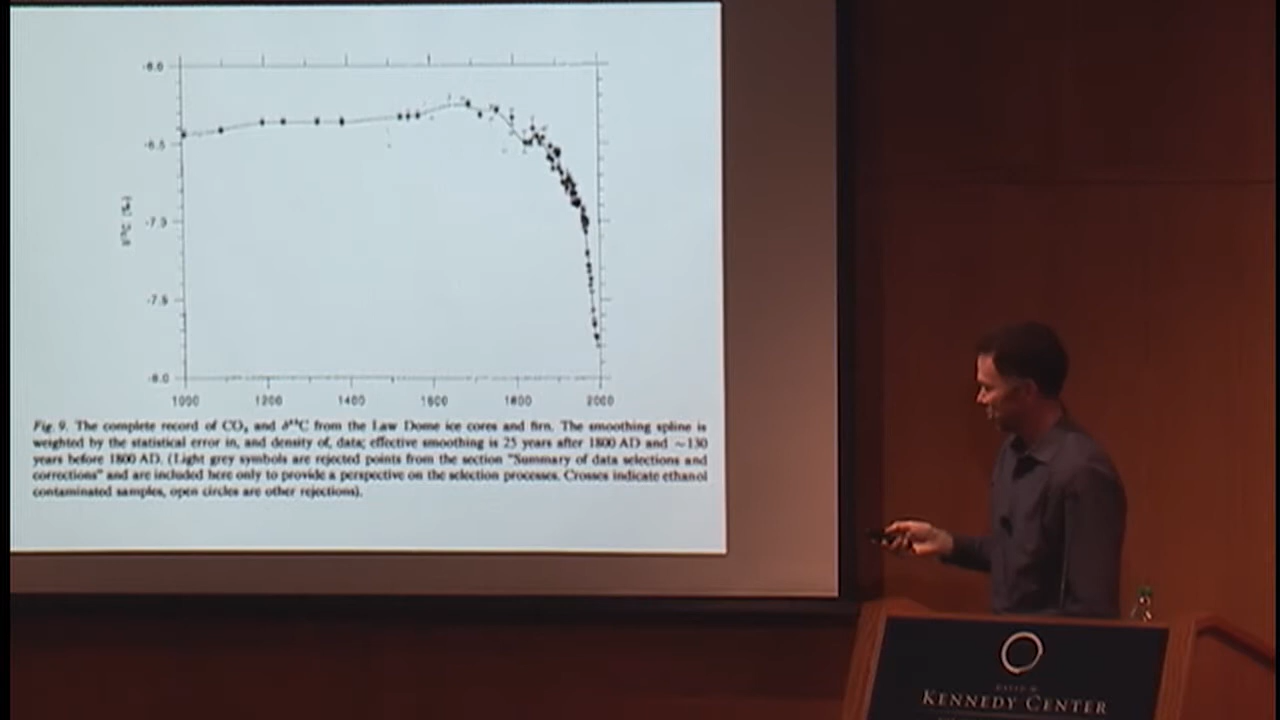 -6.0
-6.5
-7.0
-7.5
-8.0
δ¹³C (‰)
1000 1200 1400 1600 1800 2000
Fig 9. The complete record of CO₂ and δ¹³C from the Law Dome ice cores and firn. The smoothing spline is
weighted by the statistical error in, and density of, data; effective smoothing is 25 years after 1800 AD and ~130
years before 1800 AD. (Light grey symbols are rejected points from the section "Summary of data selections and
corrections" and are included here only to provide a perspective on the selection processes. Crosses indicate ethanol
contaminated samples, open circles are other rejections).
DAVID M.
KENNEDY CENTER